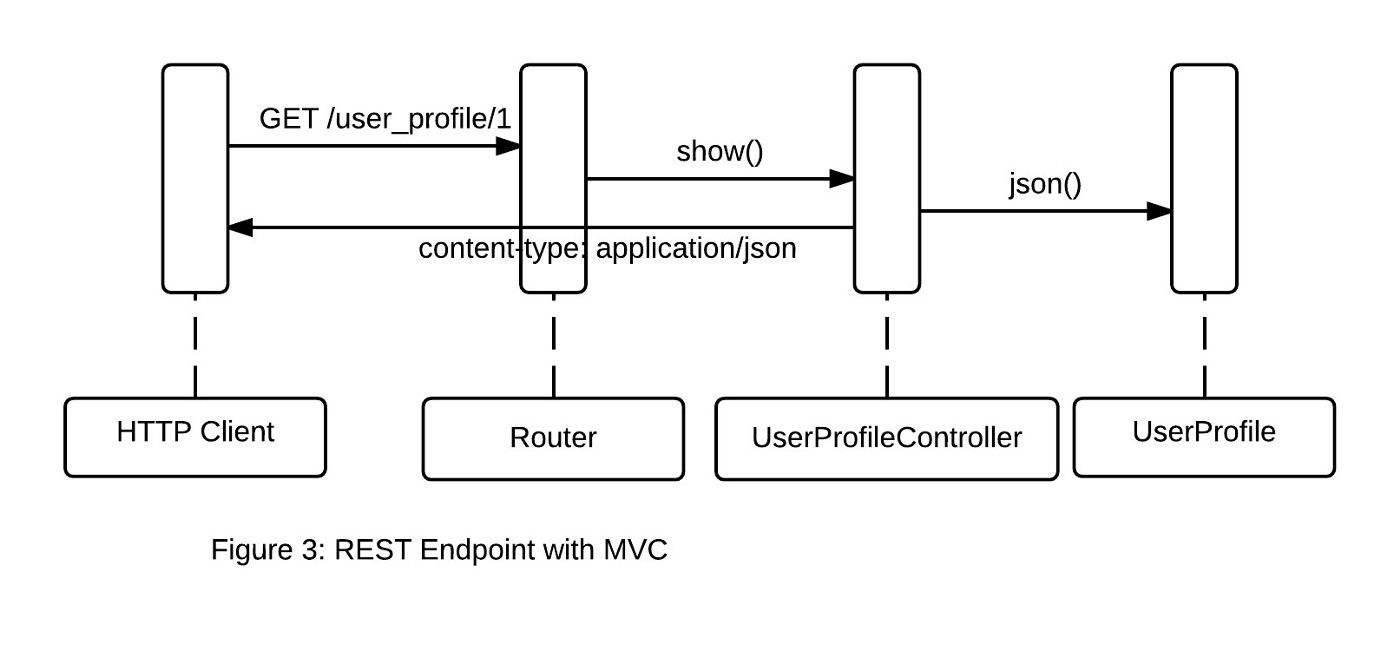 GET /user_profile/1
show()
json()
content-type: application/json
HTTP Client
Router
UserProfileController
UserProfile
Figure 3: REST Endpoint with MVC